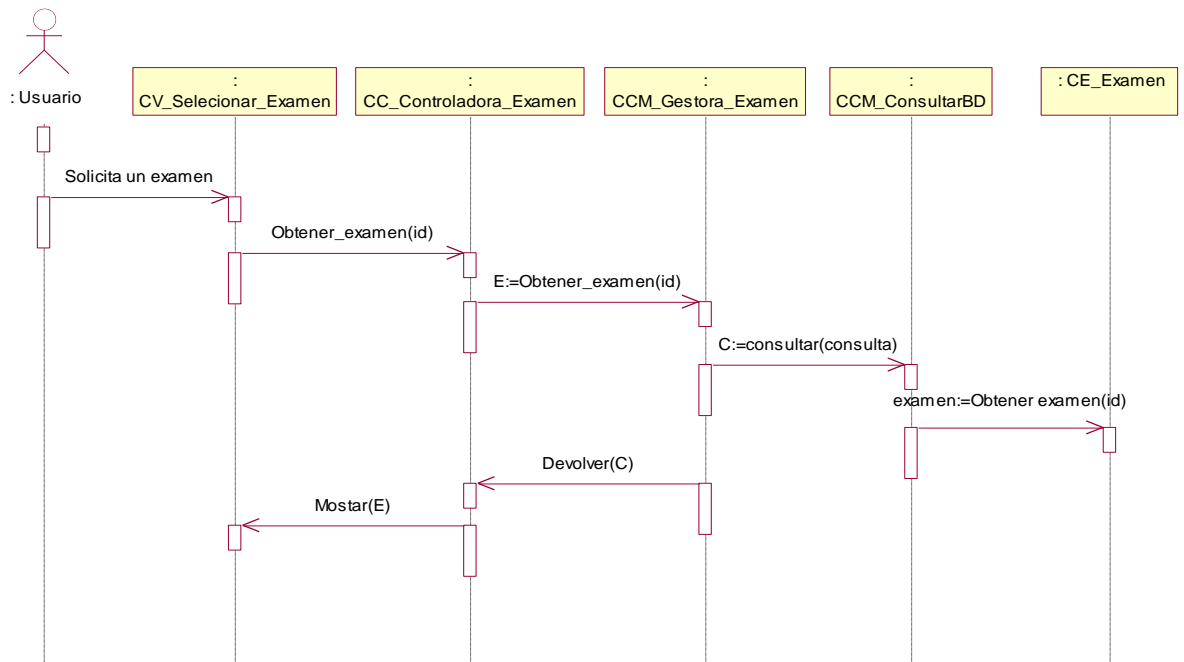 : Usuario
:
CV_Selecionar_Examen
:
CC_Controladora_Examen
:
CCM_Gestora_Examen
:
CCM_ConsultarBD
: CE_Examen
Solicita un examen
Obtener_examen(id)
E:=Obtener_examen(id)
C:=consultar(consulta)
examen:=Obtener examen(id)
Devolver(C)
Mostar(E)